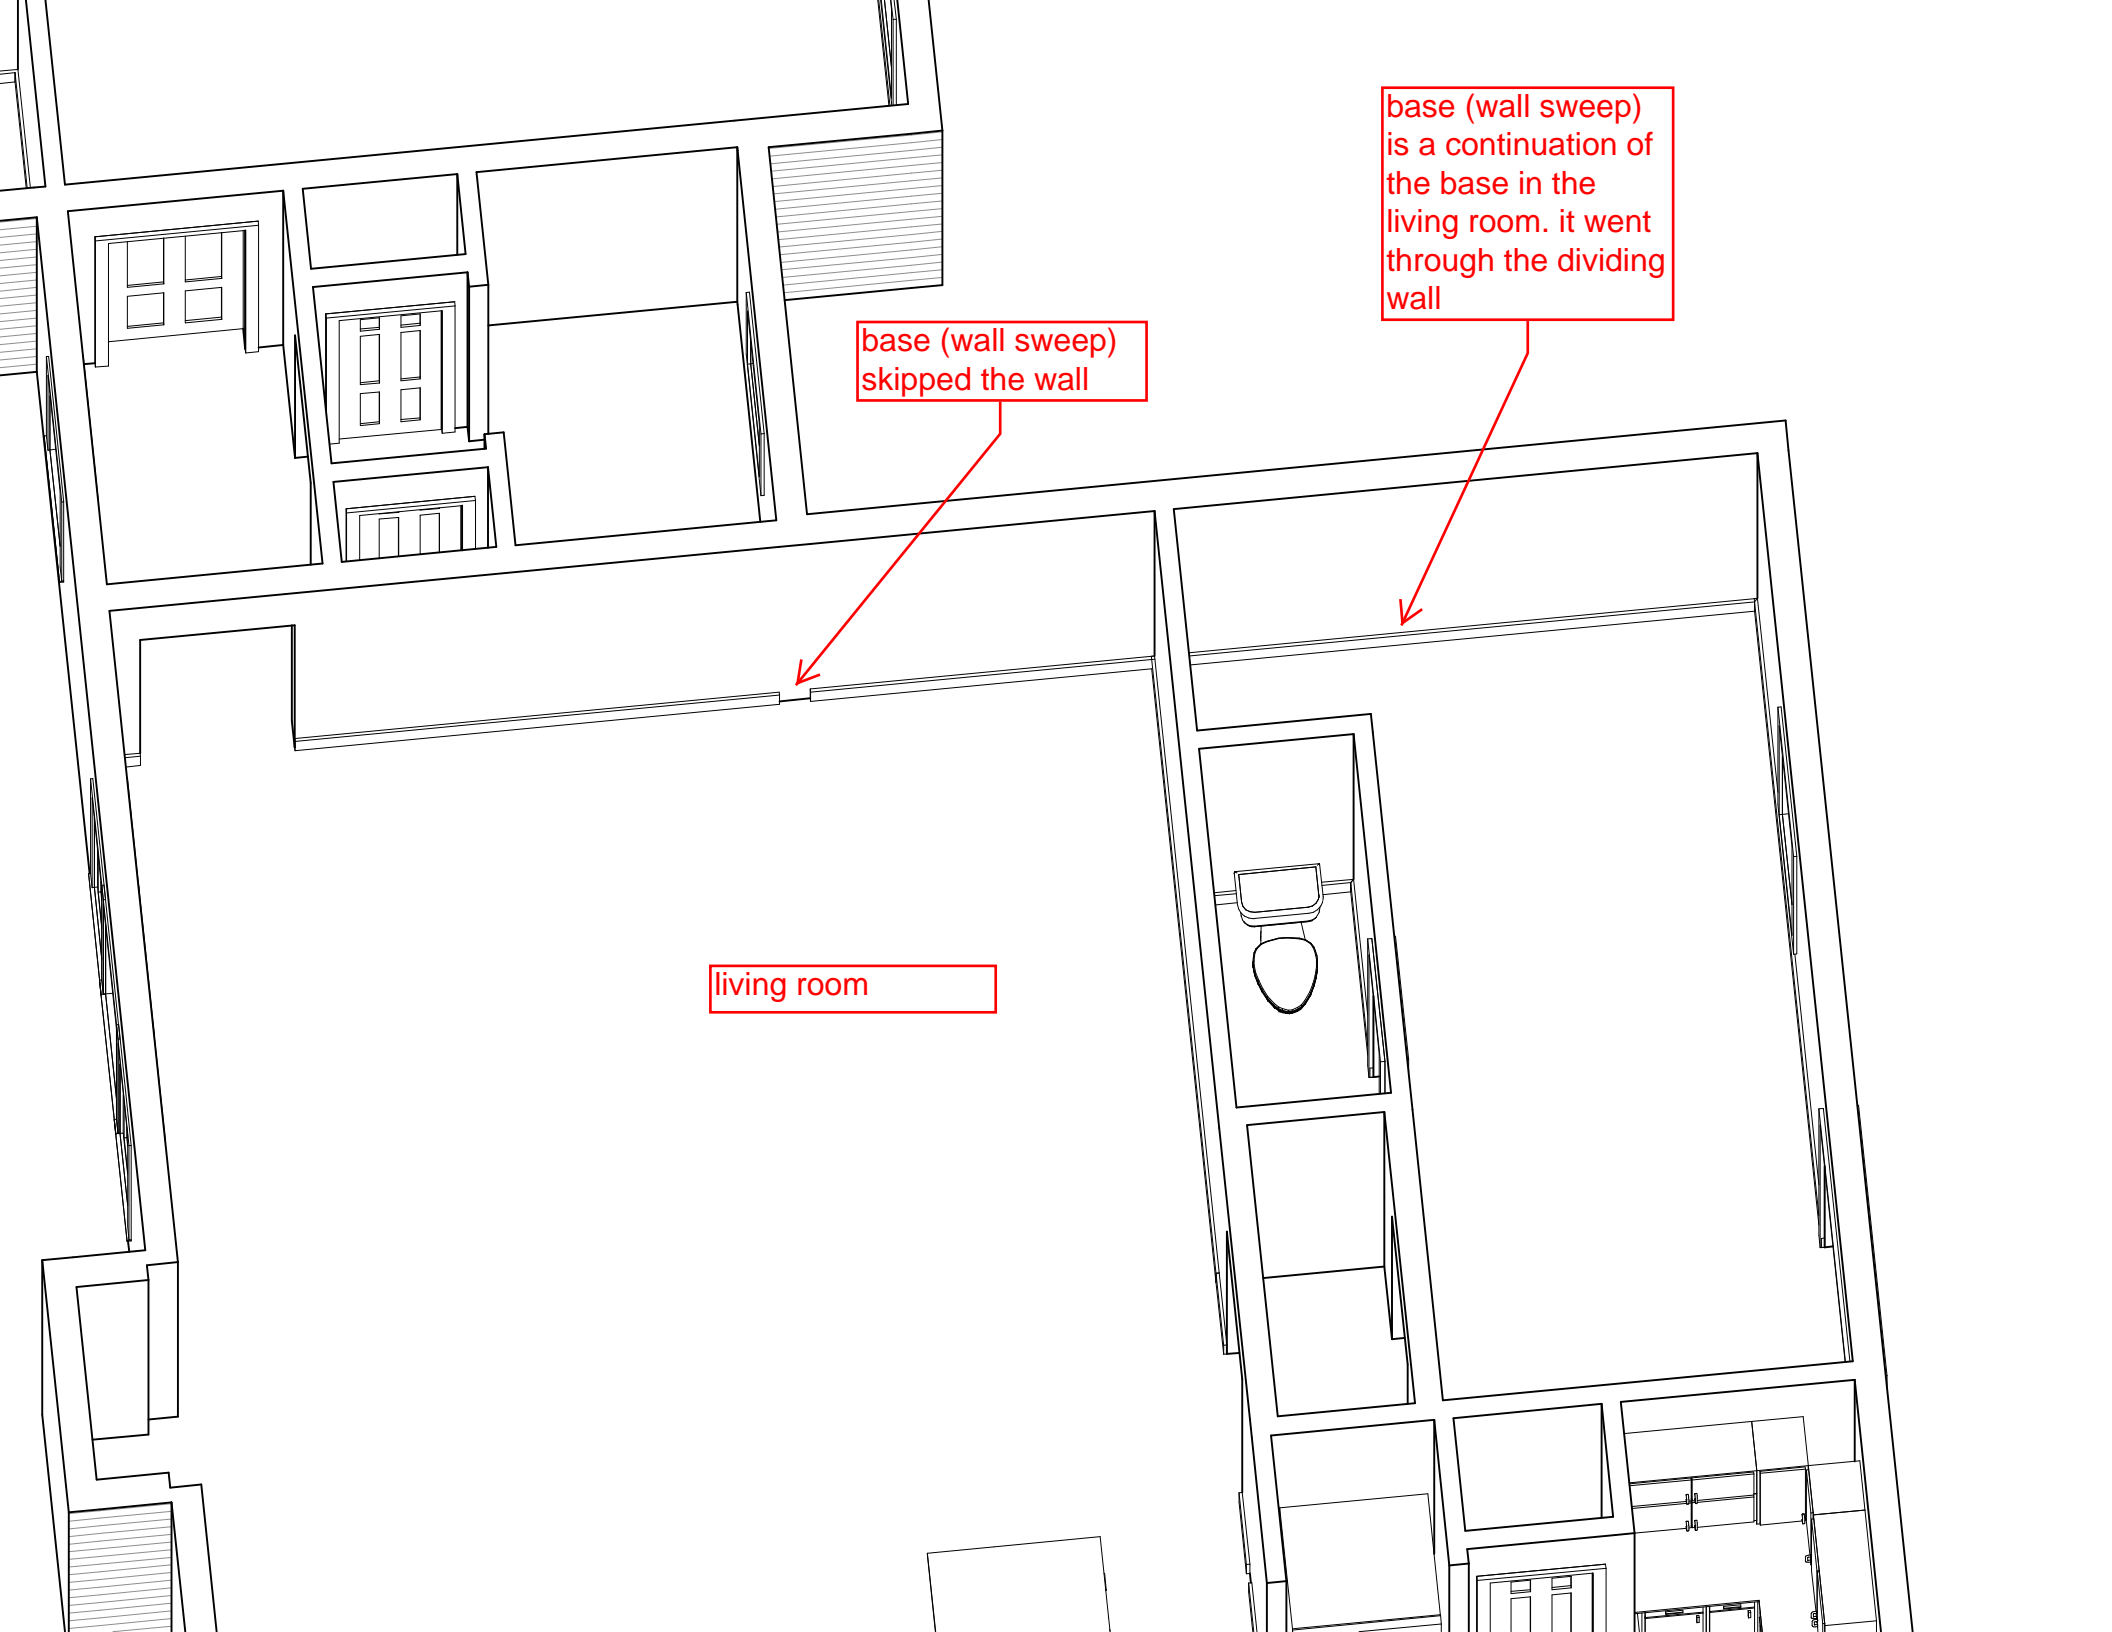 base (wall sweep)
is a continuation of
the base in the
living room. it went
through the dividing
wall
base (wall sweep)
skipped the wall
living room